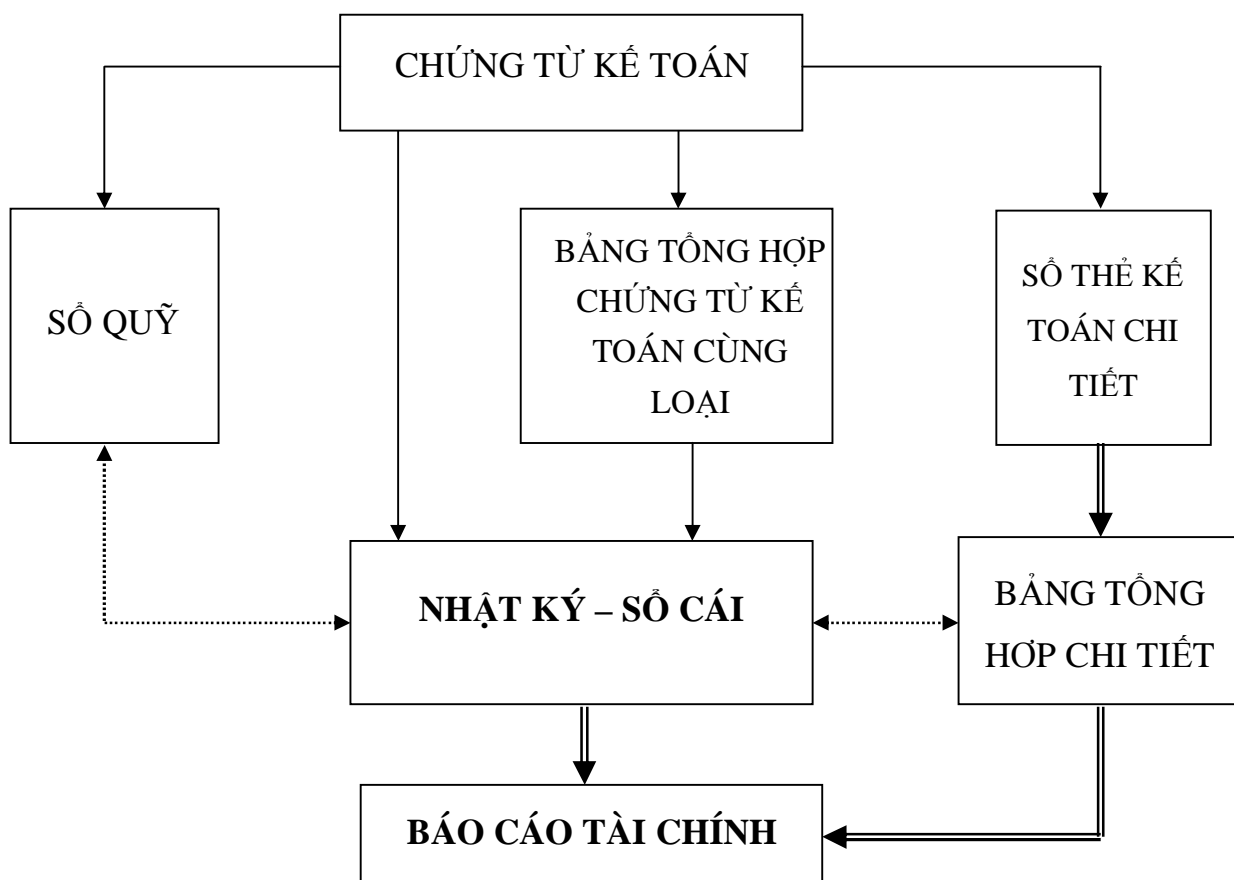 CHỨNG TỪ KẾ TOÁN
SỔ QUỸ
BẢNG TỔNG HỢP
CHỨNG TỪ KẾ
TOÁN CÙNG
LOẠI
SỔ THẺ KẾ
TOÁN CHI
TIẾT
NHẬT KÝ – SỔ CÁI
BẢNG TỔNG
HƠP CHI TIẾT
BÁO CÁO TÀI CHÍNH